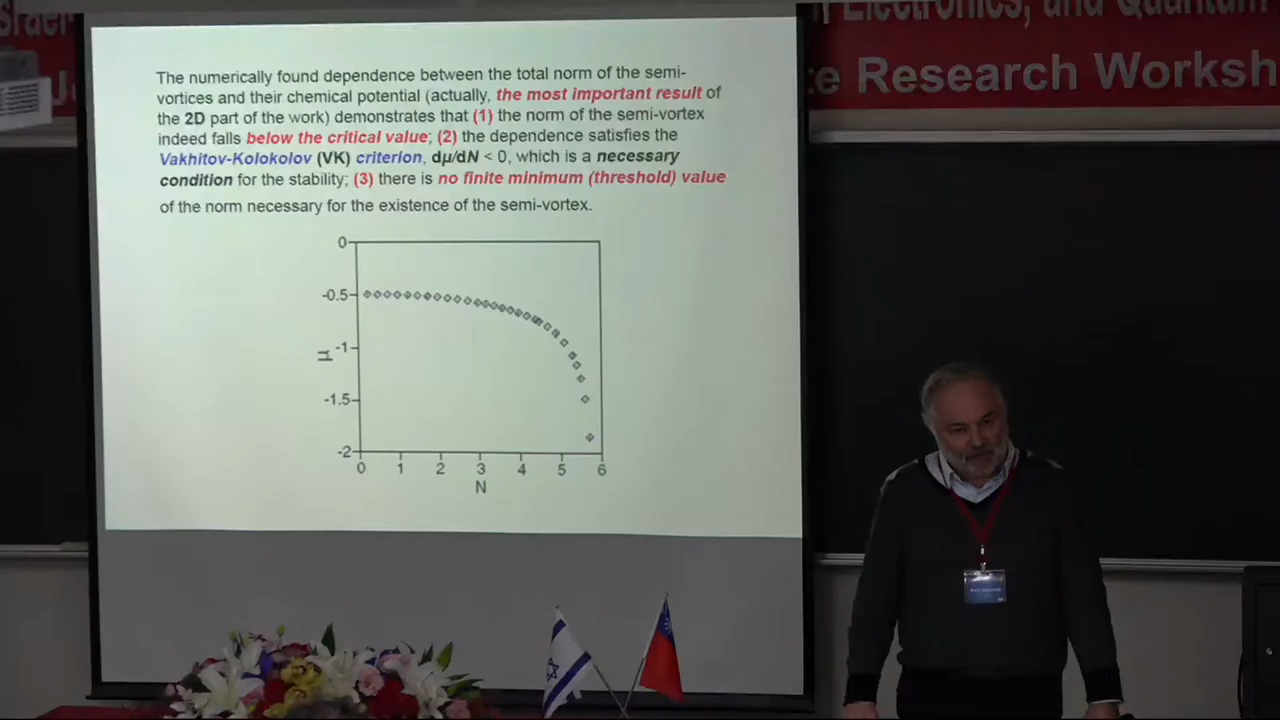 Electronics, and Quantum
Research Worksh
The numerically found dependence between the total norm of the semi-
vortices and their chemical potential (actually, the most important result of
the 2D part of the work) demonstrates that (1) the norm of the semi-vortex
indeed falls below the critical value; (2) the dependence satisfies the
Vakhitov-Kolokolov (VK) criterion, dμ/dN < 0, which is a necessary
condition for the stability; (3) there is no finite minimum (threshold) value
of the norm necessary for the existence of the semi-vortex.
0
-0.5
-1
-1.5
-2
μ
0 1 2 3 4 5 6
N